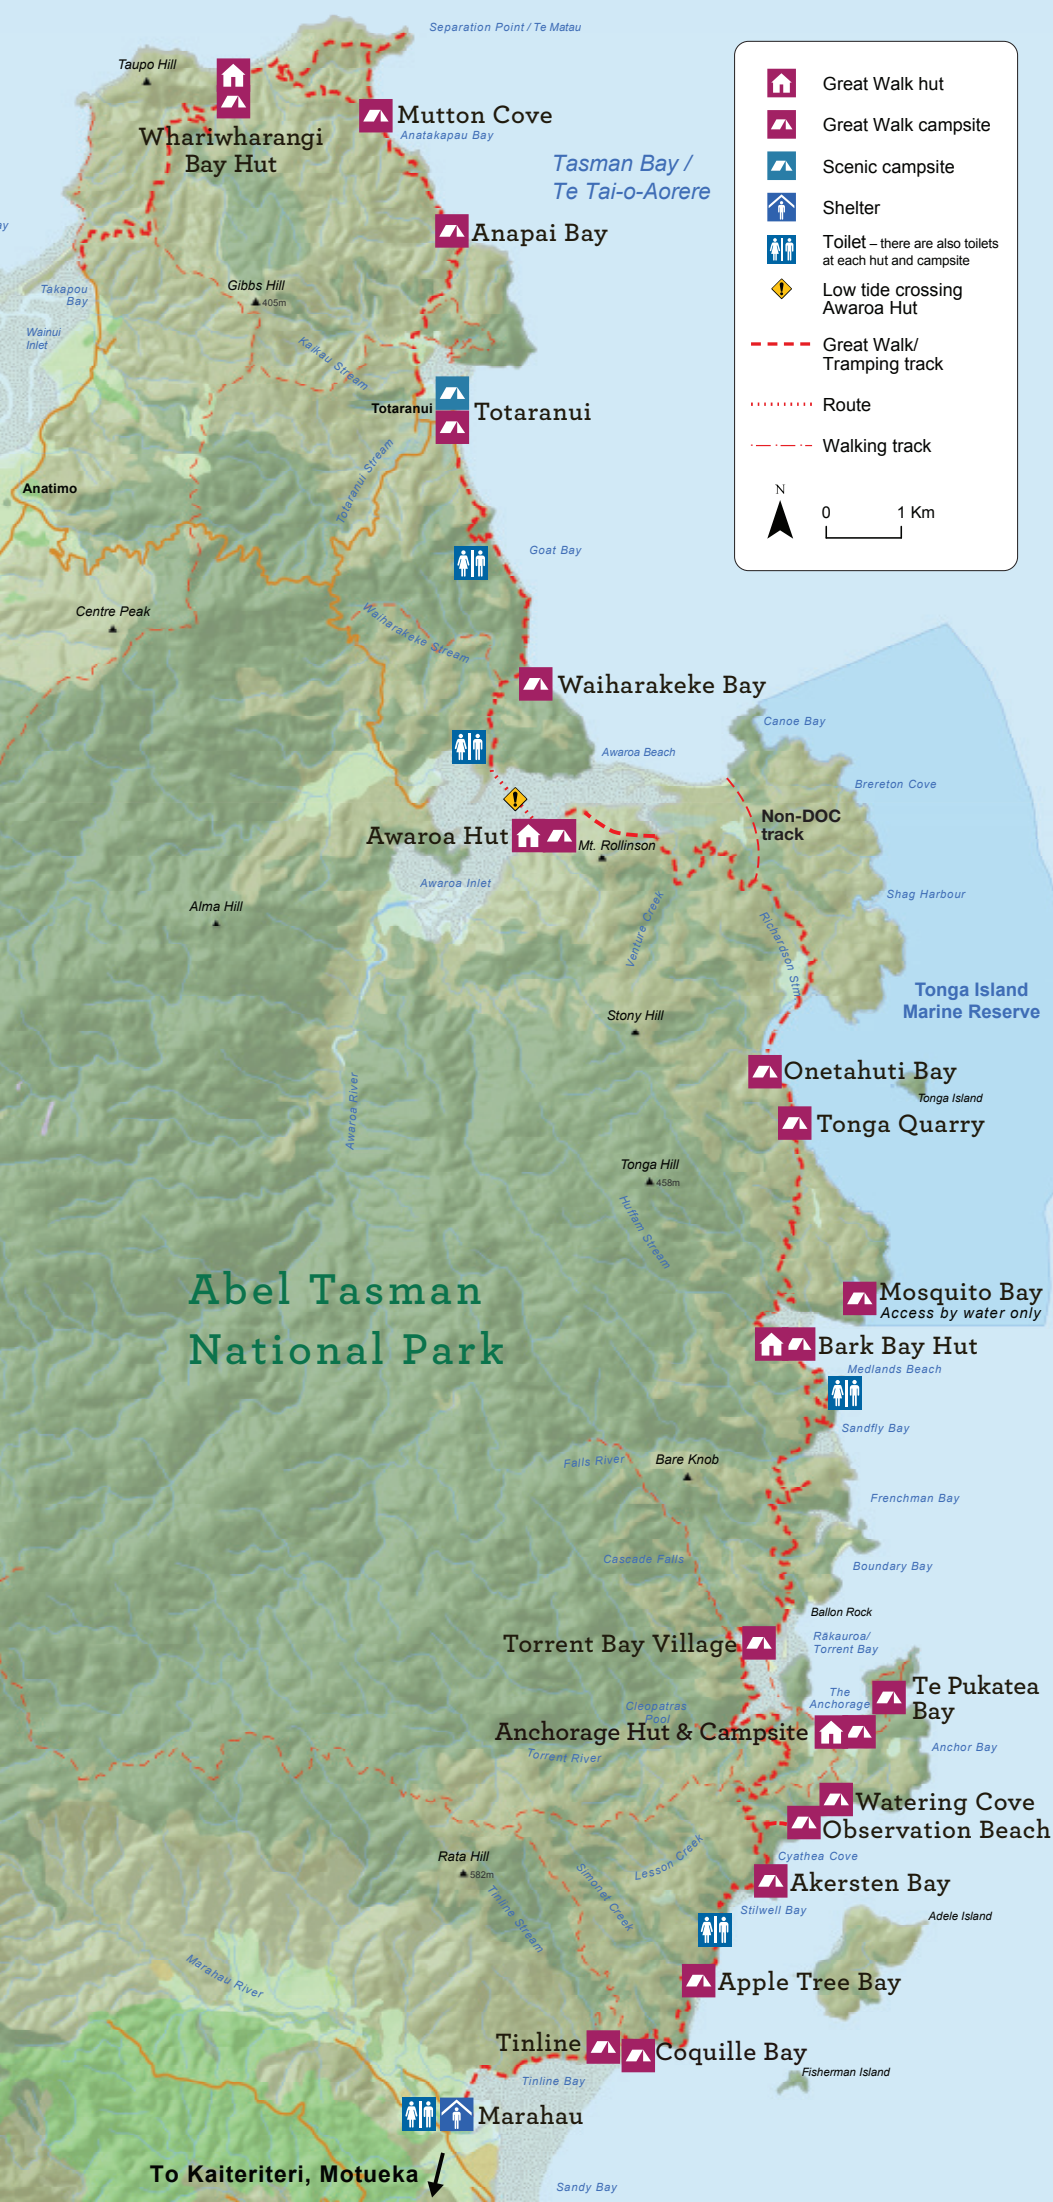 Separation Point / Te Matau
Taupo Hill
Whariwharangi
Bay Hut
Mutton Cove
Anatakapau Bay
Tasman Bay /
Te Tai-o-Aorere
Anapai Bay
ay
Takapou
Bay
Gibbs Hill
405m
Wainui
Inlet
Kaikau Stream
Totaranui
Totaranui
Totaranui Stream
Anatimo
Goat Bay
Centre Peak
Waiharakeke Stream
Waiharakeke Bay
Canoe Bay
Awaroa Beach
Brereton Cove
Non-DOC
track
Awaroa Hut
Mt. Rollinson
Awaroa Inlet
Shag Harbour
Alma Hill
Venture Creek
Richardson Stm
Tonga Island
Marine Reserve
Stony Hill
Onetahuti Bay
Tonga Island
Awaroa River
Tonga Quarry
Tonga Hill
458m
Huffam Stream
Abel Tasman
National Park
Mosquito Bay
Access by water only
Bark Bay Hut
Medlands Beach
Sandfly Bay
Falls River
Bare Knob
Frenchman Bay
Cascade Falls
Boundary Bay
Ballon Rock
Torrent Bay Village
Rākauroa/
Torrent Bay
Te Pukatea
Bay
The
Anchorage
Cleopatras
Pool
Anchorage Hut & Campsite
Anchor Bay
Torrent River
Watering Cove
Observation Beach
Cyathea Cove
Rata Hill
582m
Lesson Creek
Simonet Creek
Akersten Bay
Tinline Stream
Stilwell Bay
Adele Island
Marahau River
Apple Tree Bay
Tinline
Coquille Bay
Fisherman Island
Tinline Bay
Marahau
To Kaiteriteri, Motueka
Sandy Bay
Great Walk hut
Great Walk campsite
Scenic campsite
Shelter
Toilet – there are also toilets
at each hut and campsite
Low tide crossing
Awaroa Hut
Great Walk/
Tramping track
Route
Walking track
N
0 1 Km